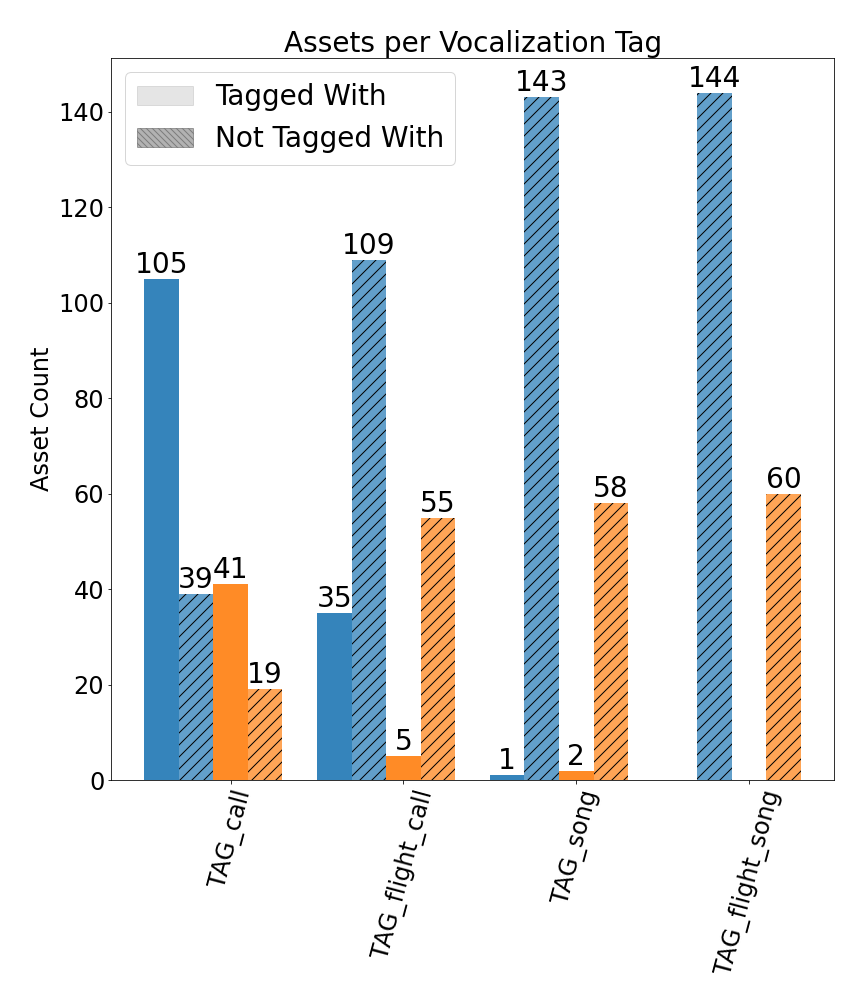 Assets per Vocalization Tag
Tagged With
Not Tagged With
Asset Count
140
120
100
80
60
40
20
0
105
39
41
19
35
109
5
55
1
143
2
58
144
60
TAG_call
TAG_flight_call
TAG_song
TAG_flight_song